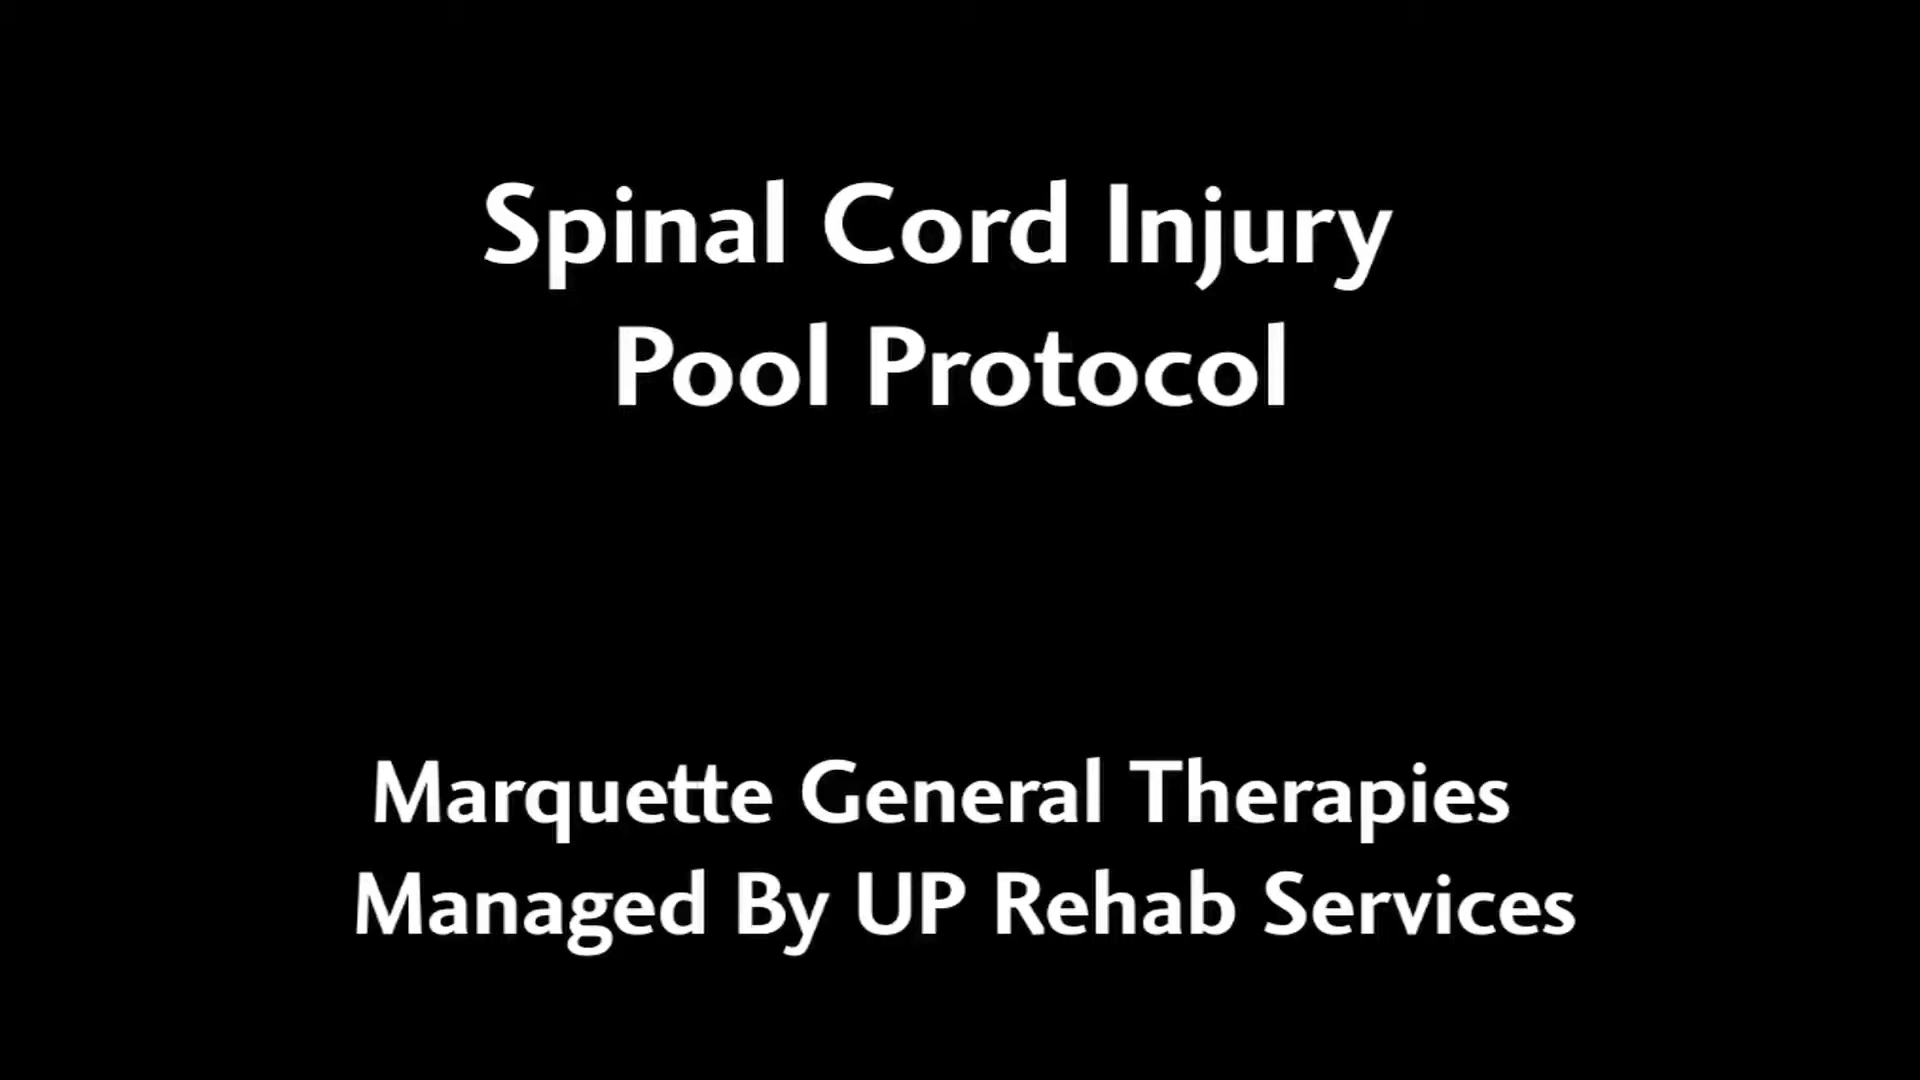 Spinal Cord Injury
Pool Protocol
Marquette General Therapies
Managed By UP Rehab Services